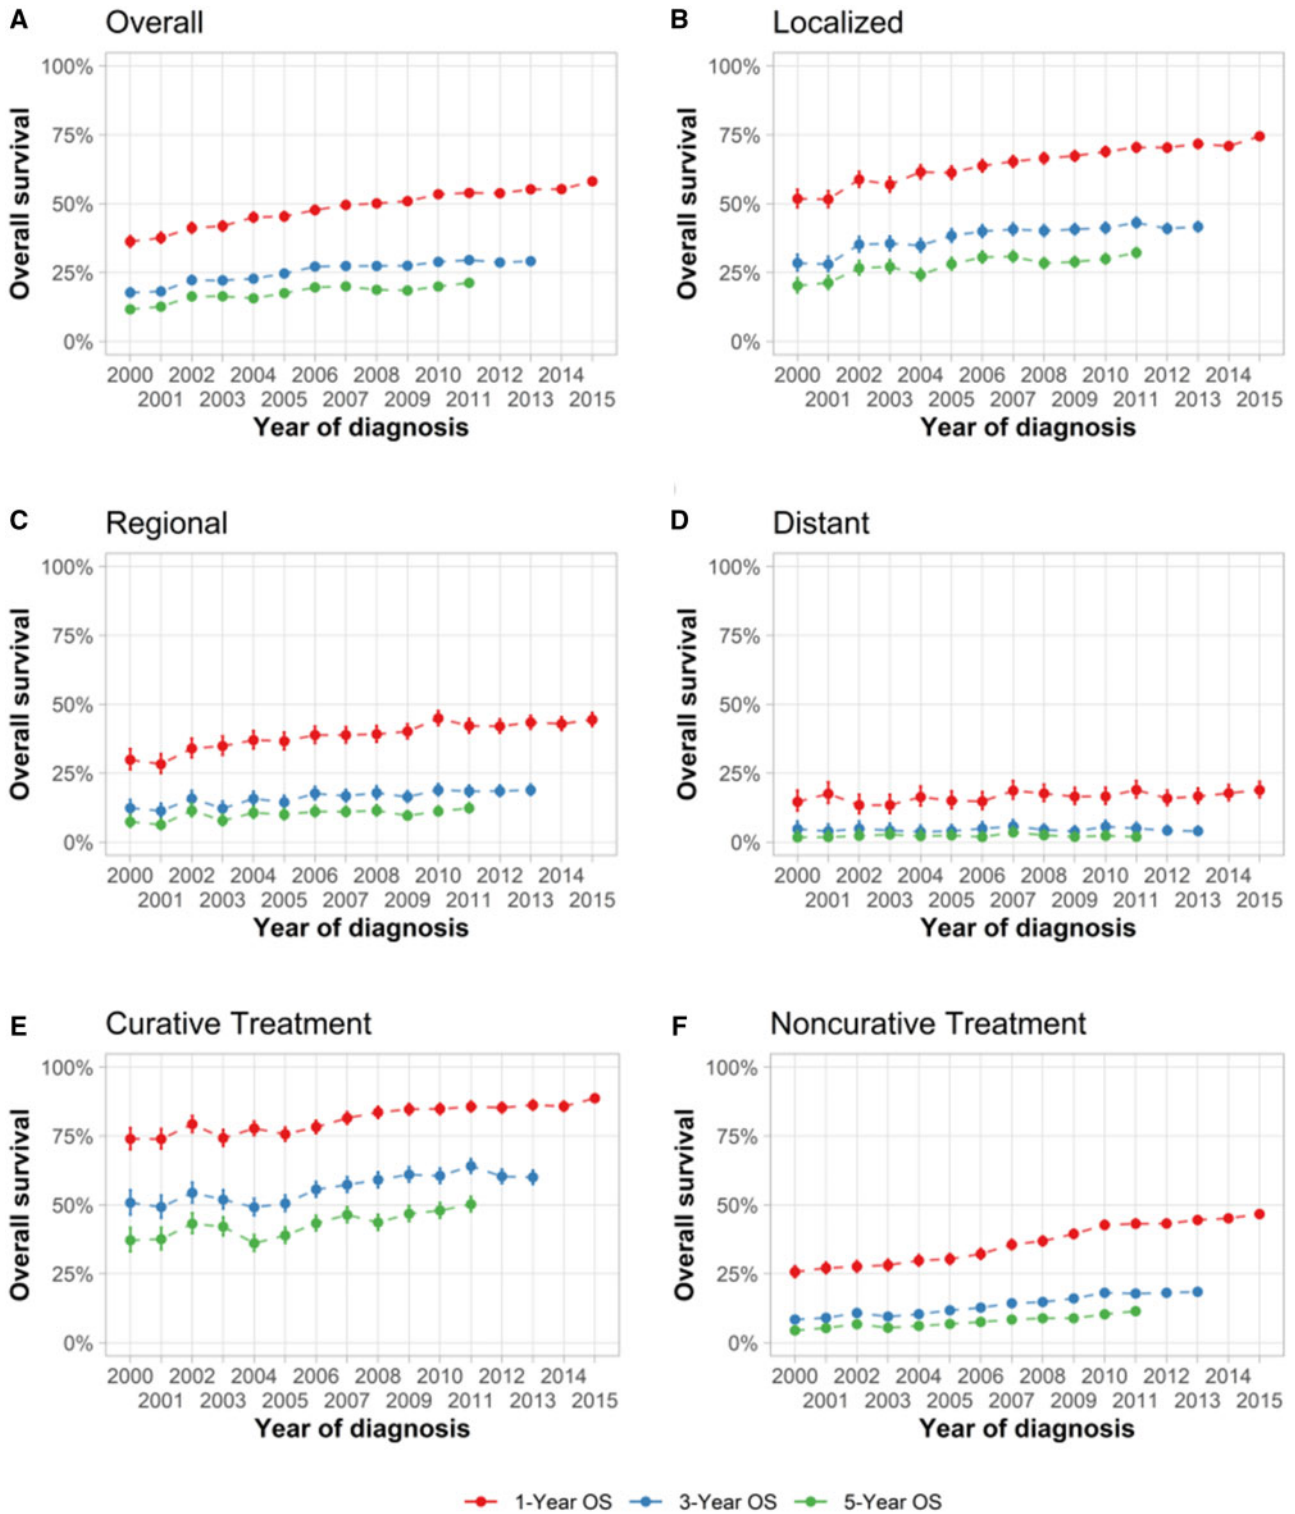 A Overall
B Localized
100%
75%
50%
25%
0%
Overall survival
2000 2002 2004 2006 2008 2010 2012 2014
2001 2003 2005 2007 2009 2011 2013 2015
Year of diagnosis
100%
75%
50%
25%
0%
Overall survival
2000 2002 2004 2006 2008 2010 2012 2014
2001 2003 2005 2007 2009 2011 2013 2015
Year of diagnosis
C Regional
D Distant
100%
75%
50%
25%
0%
Overall survival
2000 2002 2004 2006 2008 2010 2012 2014
2001 2003 2005 2007 2009 2011 2013 2015
Year of diagnosis
100%
75%
50%
25%
0%
Overall survival
2000 2002 2004 2006 2008 2010 2012 2014
2001 2003 2005 2007 2009 2011 2013 2015
Year of diagnosis
E Curative Treatment
F Noncurative Treatment
100%
75%
50%
25%
0%
Overall survival
2000 2002 2004 2006 2008 2010 2012 2014
2001 2003 2005 2007 2009 2011 2013 2015
Year of diagnosis
100%
75%
50%
25%
0%
Overall survival
2000 2002 2004 2006 2008 2010 2012 2014
2001 2003 2005 2007 2009 2011 2013 2015
Year of diagnosis
1-Year OS 3-Year OS 5-Year OS